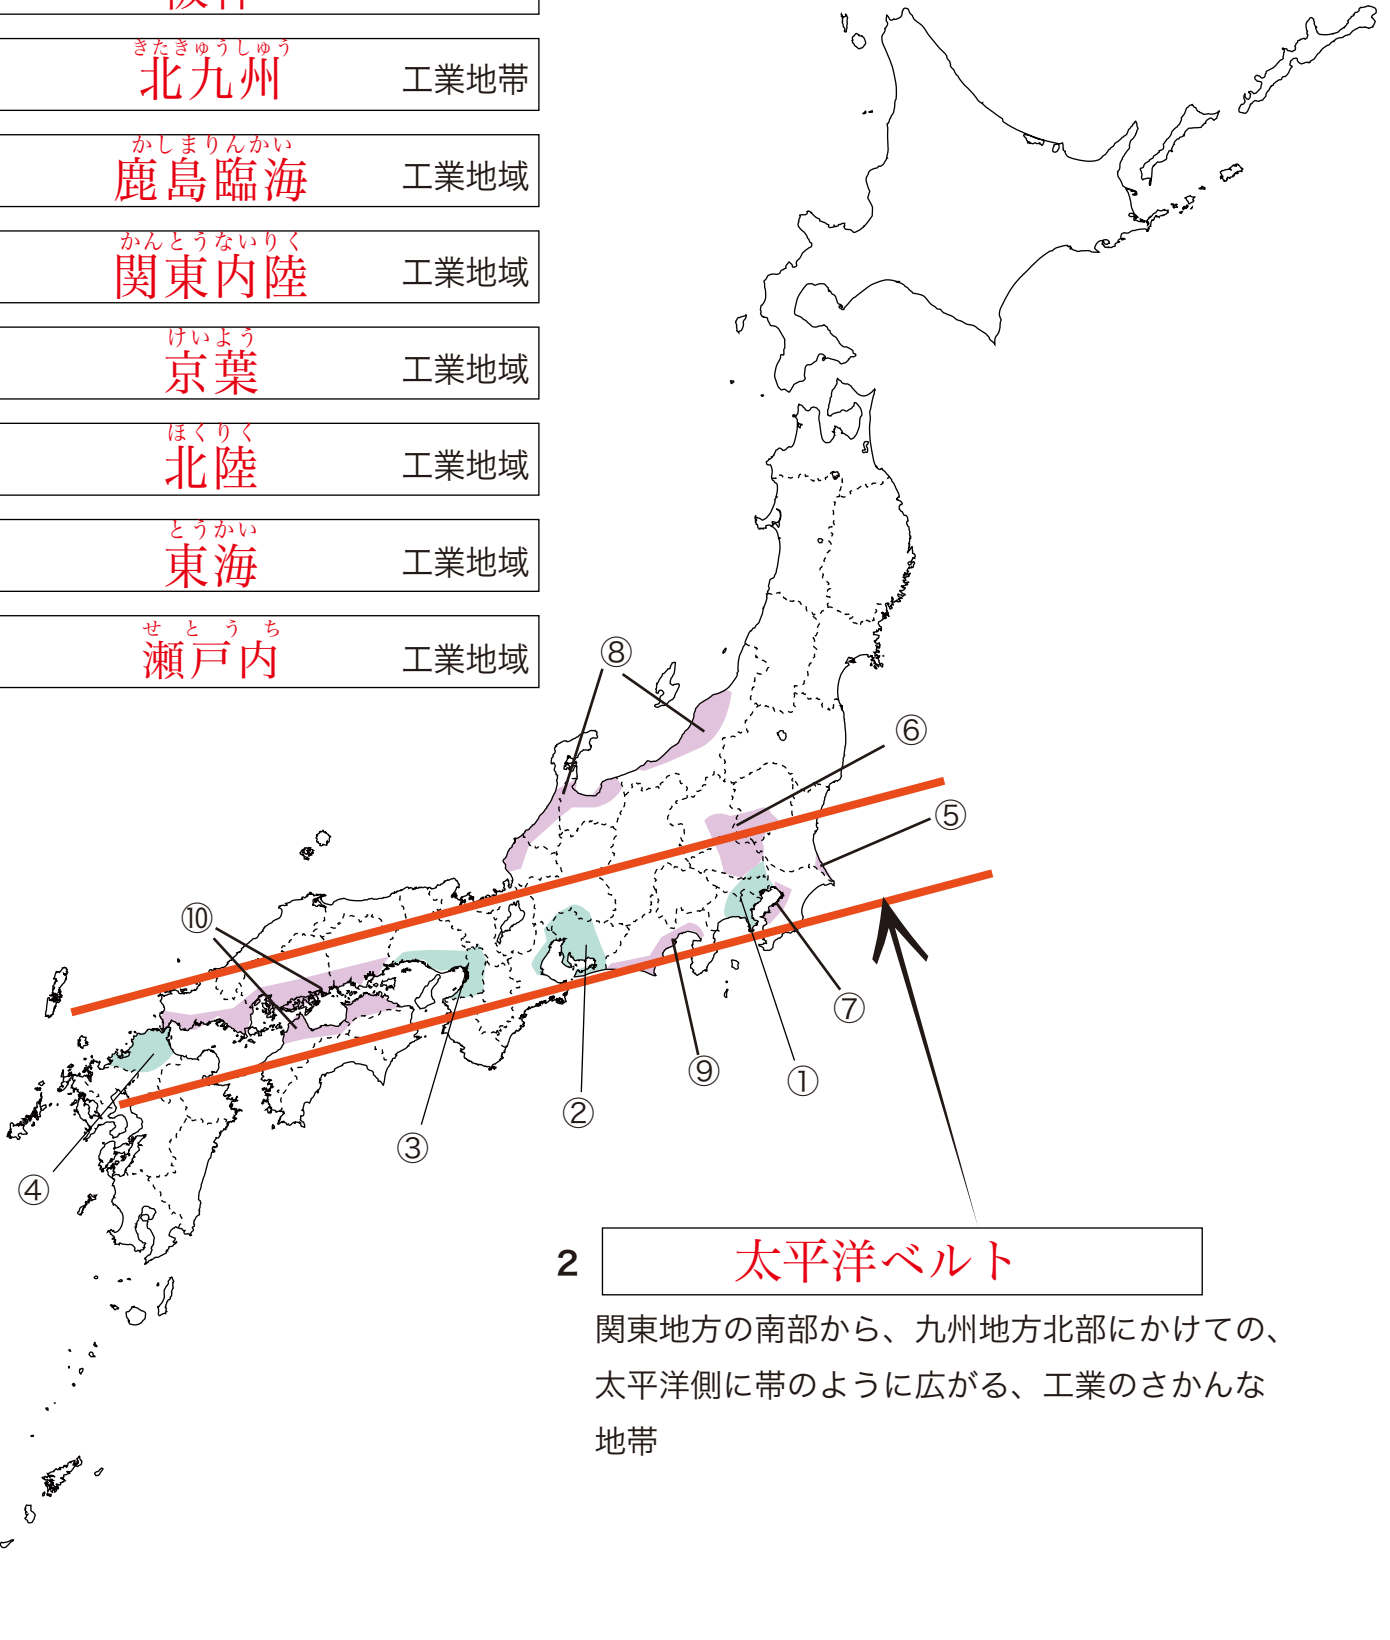 きたきゅうしゅう
北九州 工業地帯
かしまりんかい
鹿島臨海 工業地域
かんとうないりく
関東内陸 工業地域
けいよう
京葉 工業地域
ほくりく
北陸 工業地域
とうかい
東海 工業地域
せとうち
瀬戸内 工業地域
⑧
⑥
⑤
⑩
⑦
⑨
①
②
③
④
2 太平洋ベルト
関東地方の南部から、九州地方北部にかけての、
太平洋側に帯のように広がる、工業のさかんな
地帯